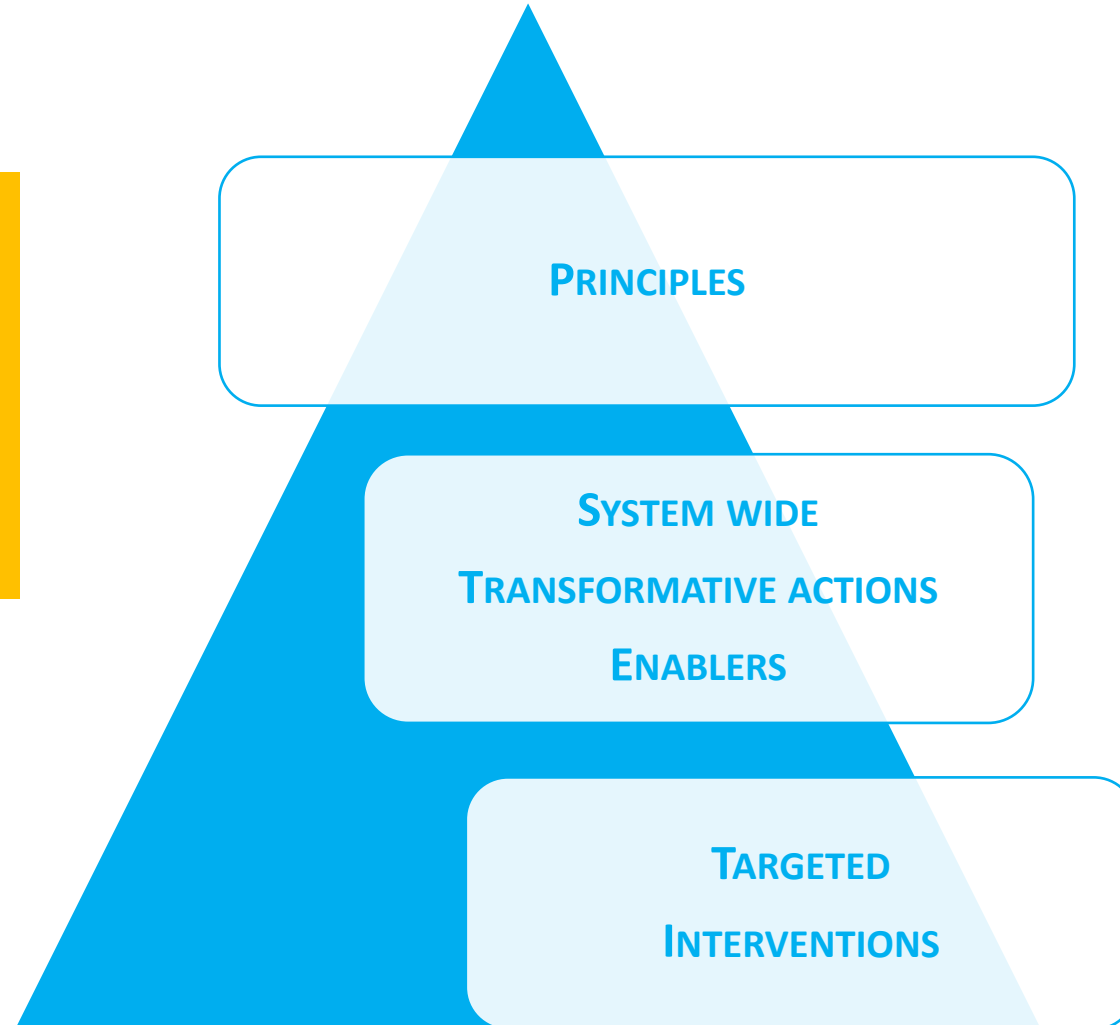 PRINCIPLES
SYSTEM WIDE
TRANSFORMATIVE ACTIONS
ENABLERS
TARGETED
INTERVENTIONS